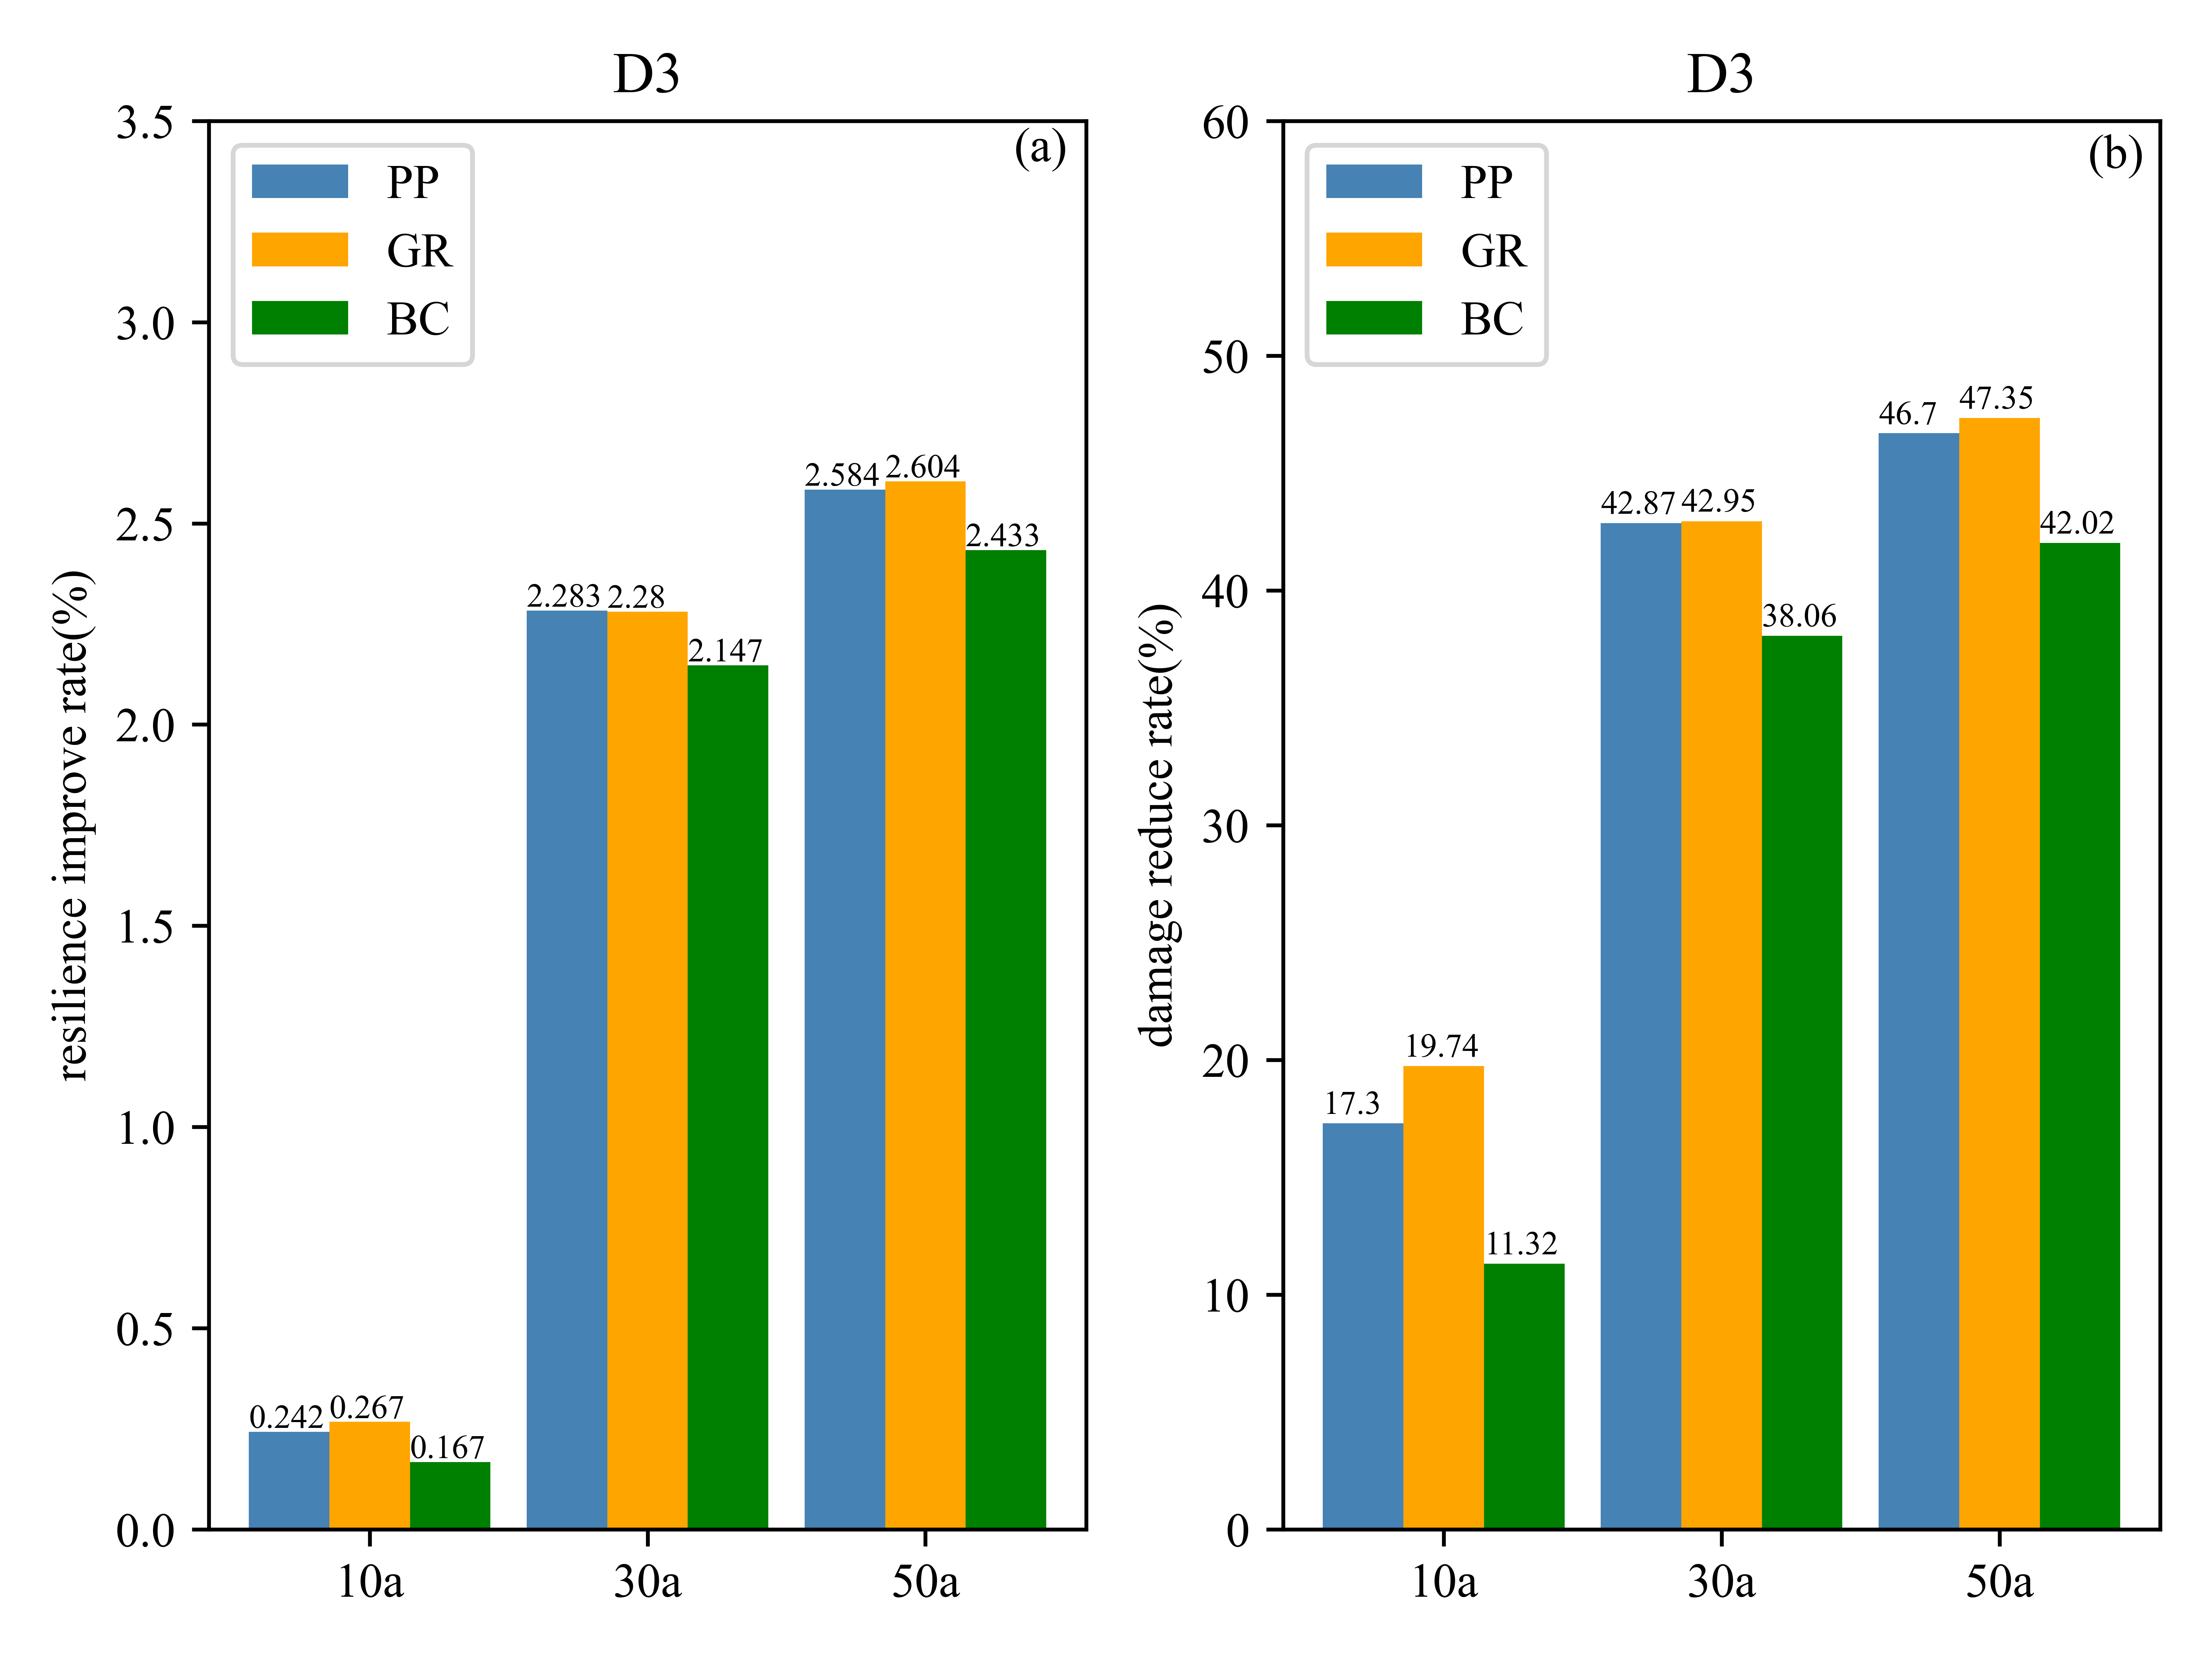 D3
(a)
PP
GR
BC
3.5
3.0
2.5
2.0
1.5
1.0
0.5
0.0
resilience improve rate(%)
0.242
0.267
0.167
2.283
2.28
2.147
2.584
2.604
2.433
10a
30a
50a
D3
(b)
PP
GR
BC
60
50
40
30
20
10
0
damage reduce rate(%)
17.3
19.74
11.32
42.87
42.95
38.06
46.7
47.35
42.02
10a
30a
50a